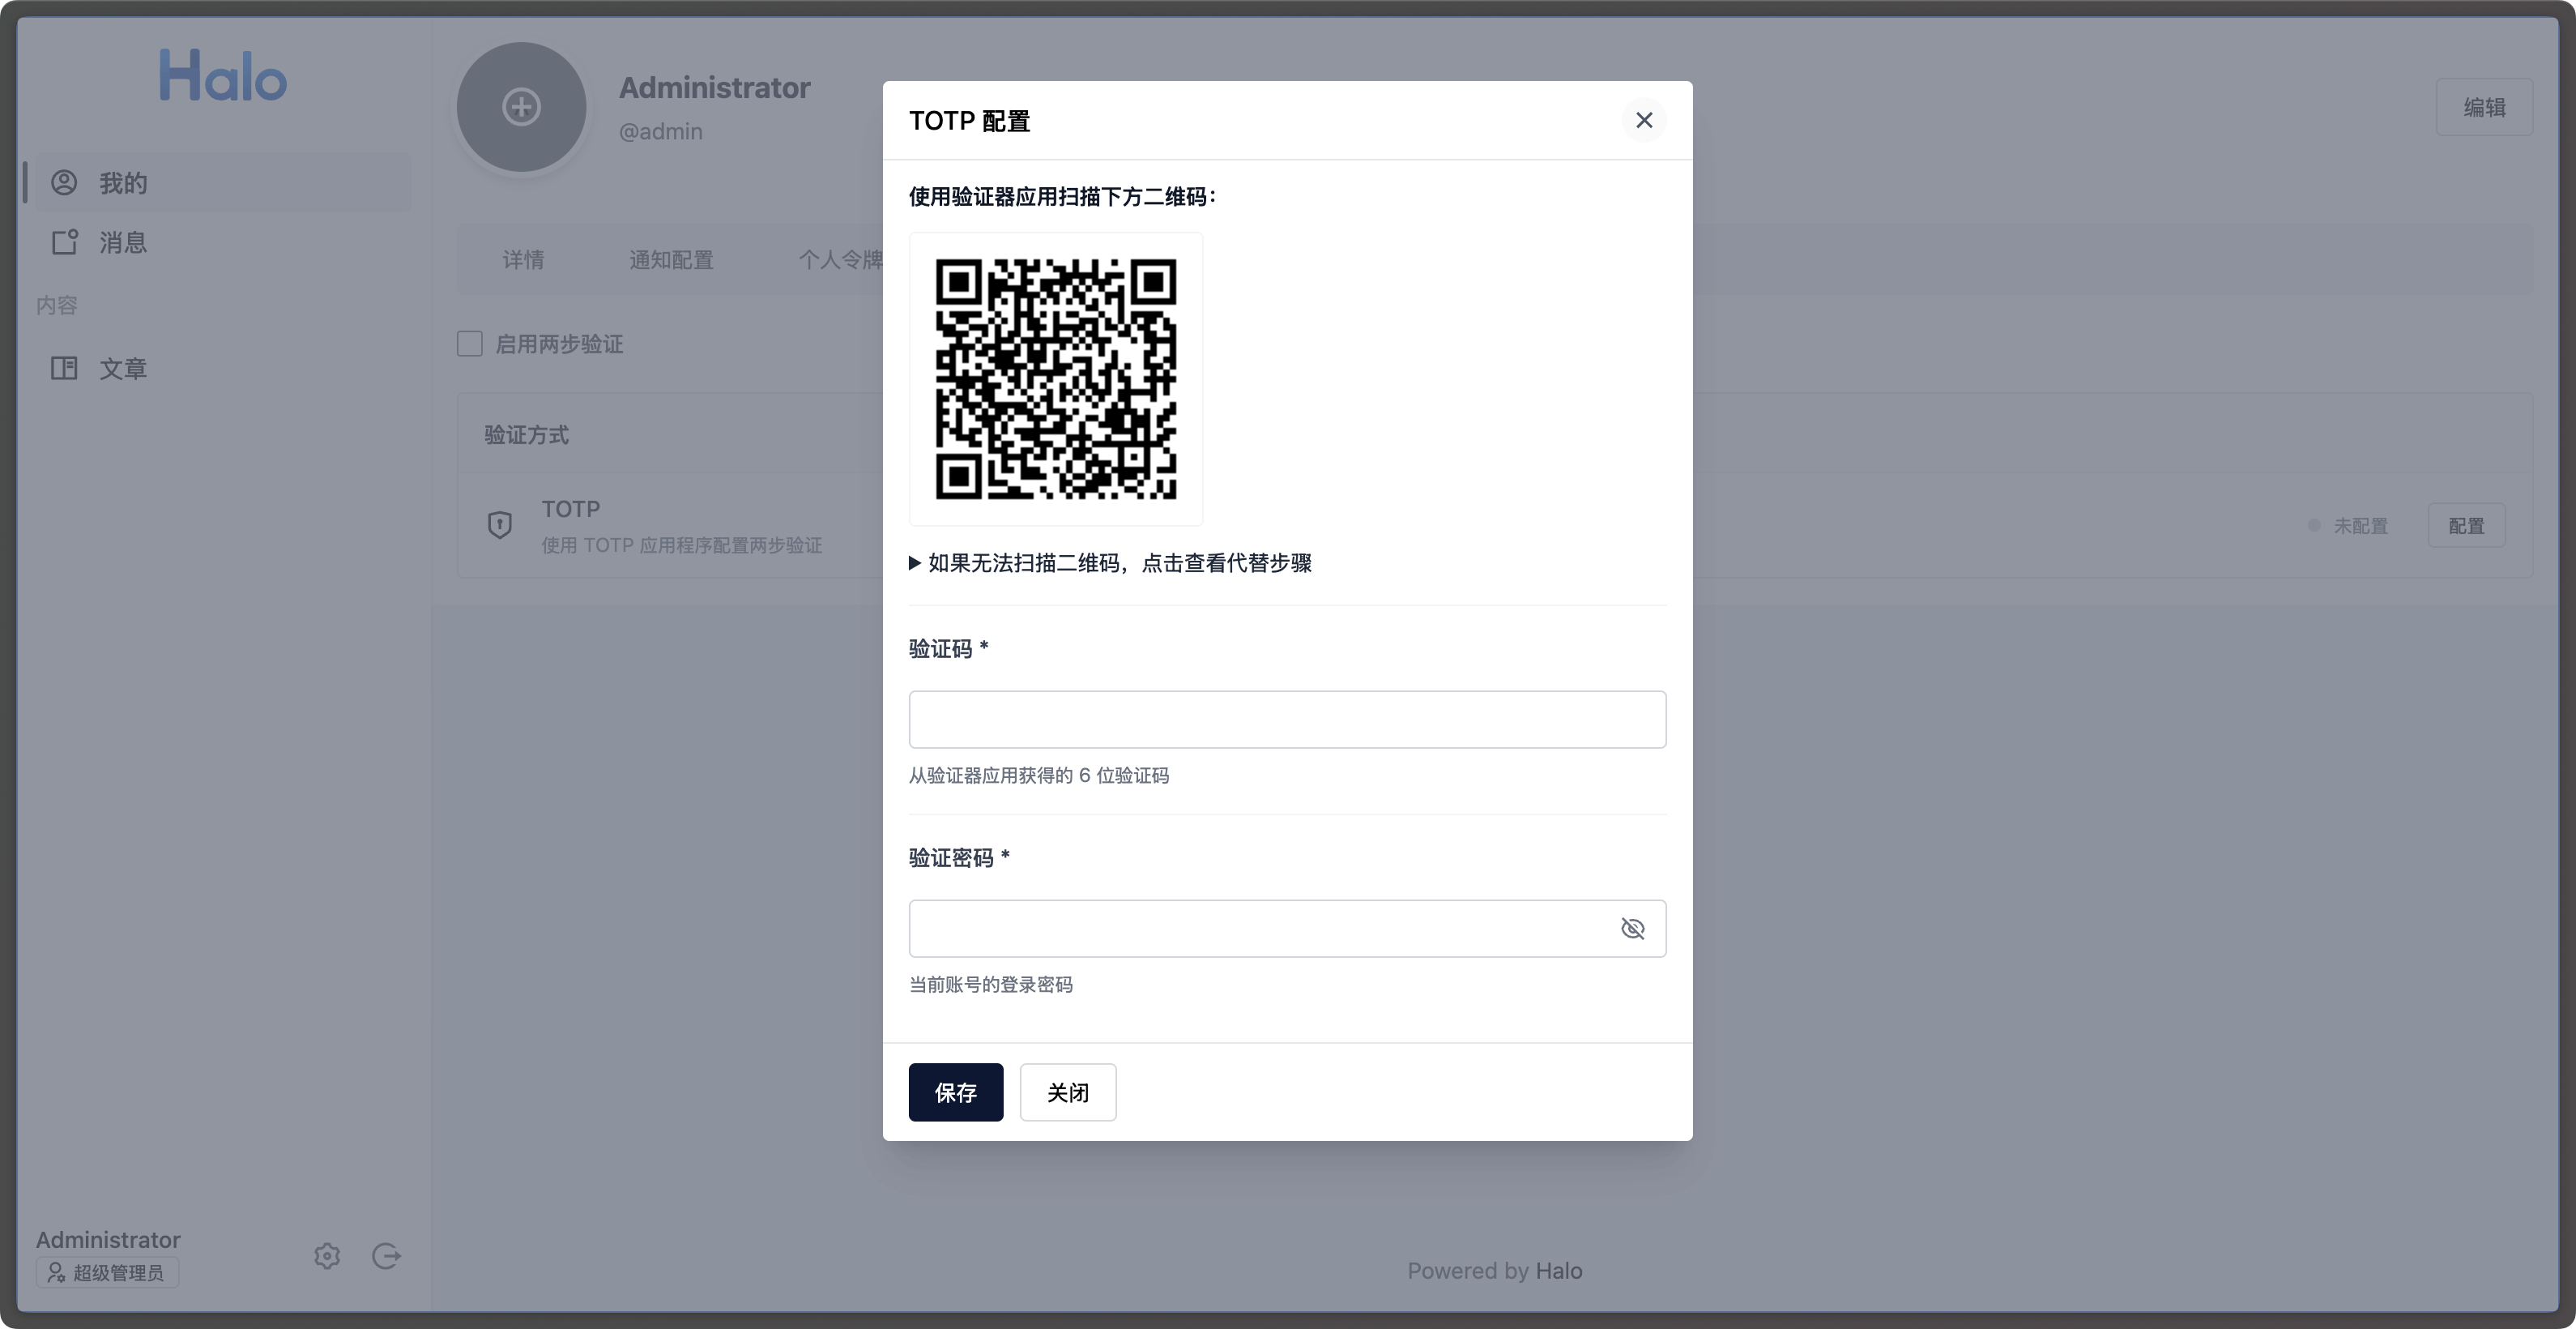 Halo
我的
消息
内容
文章
Administrator
超级管理员
Administrator
@admin
编辑
详情
通知配置
个人令牌
启用两步验证
验证方式
TOTP
使用 TOTP 应用程序配置两步验证
未配置
配置
TOTP 配置
使用验证器应用扫描下方二维码：
如果无法扫描二维码，点击查看代替步骤
验证码 *
从验证器应用获得的 6 位验证码
验证密码 *
当前账号的登录密码
保存
关闭
Powered by Halo